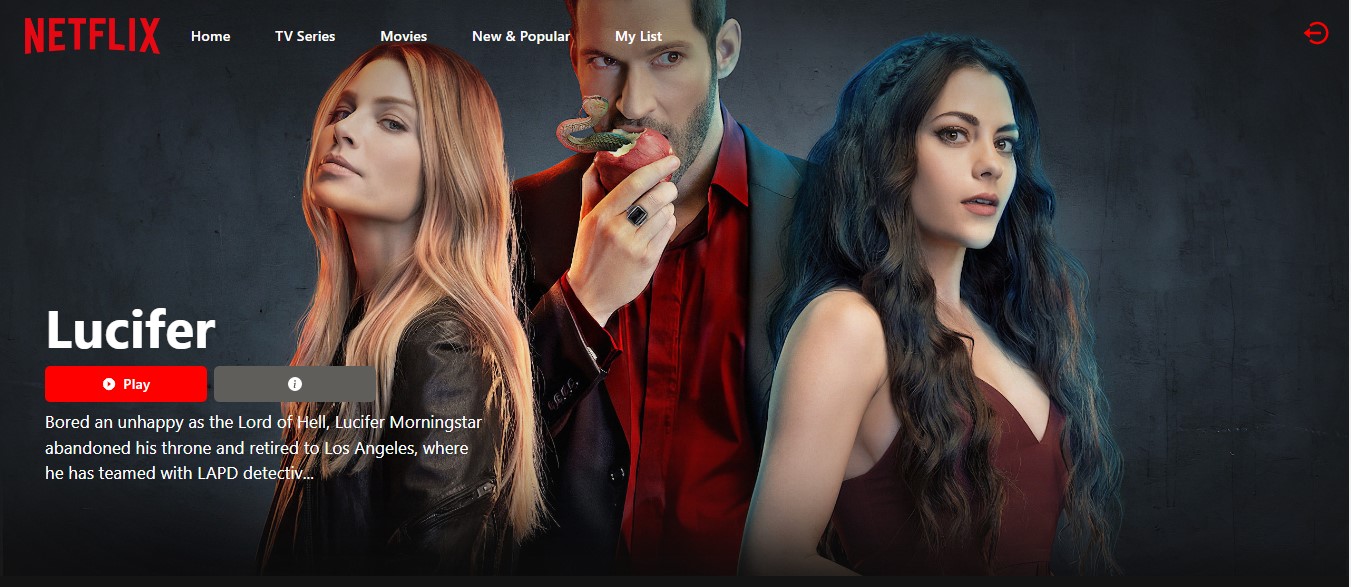 NETFLIX Home TV Series Movies New & Popular My List
Lucifer
Play
Bored an unhappy as the Lord of Hell, Lucifer Morningstar
abandoned his throne and retired to Los Angeles, where
he has teamed with LAPD detectiv...